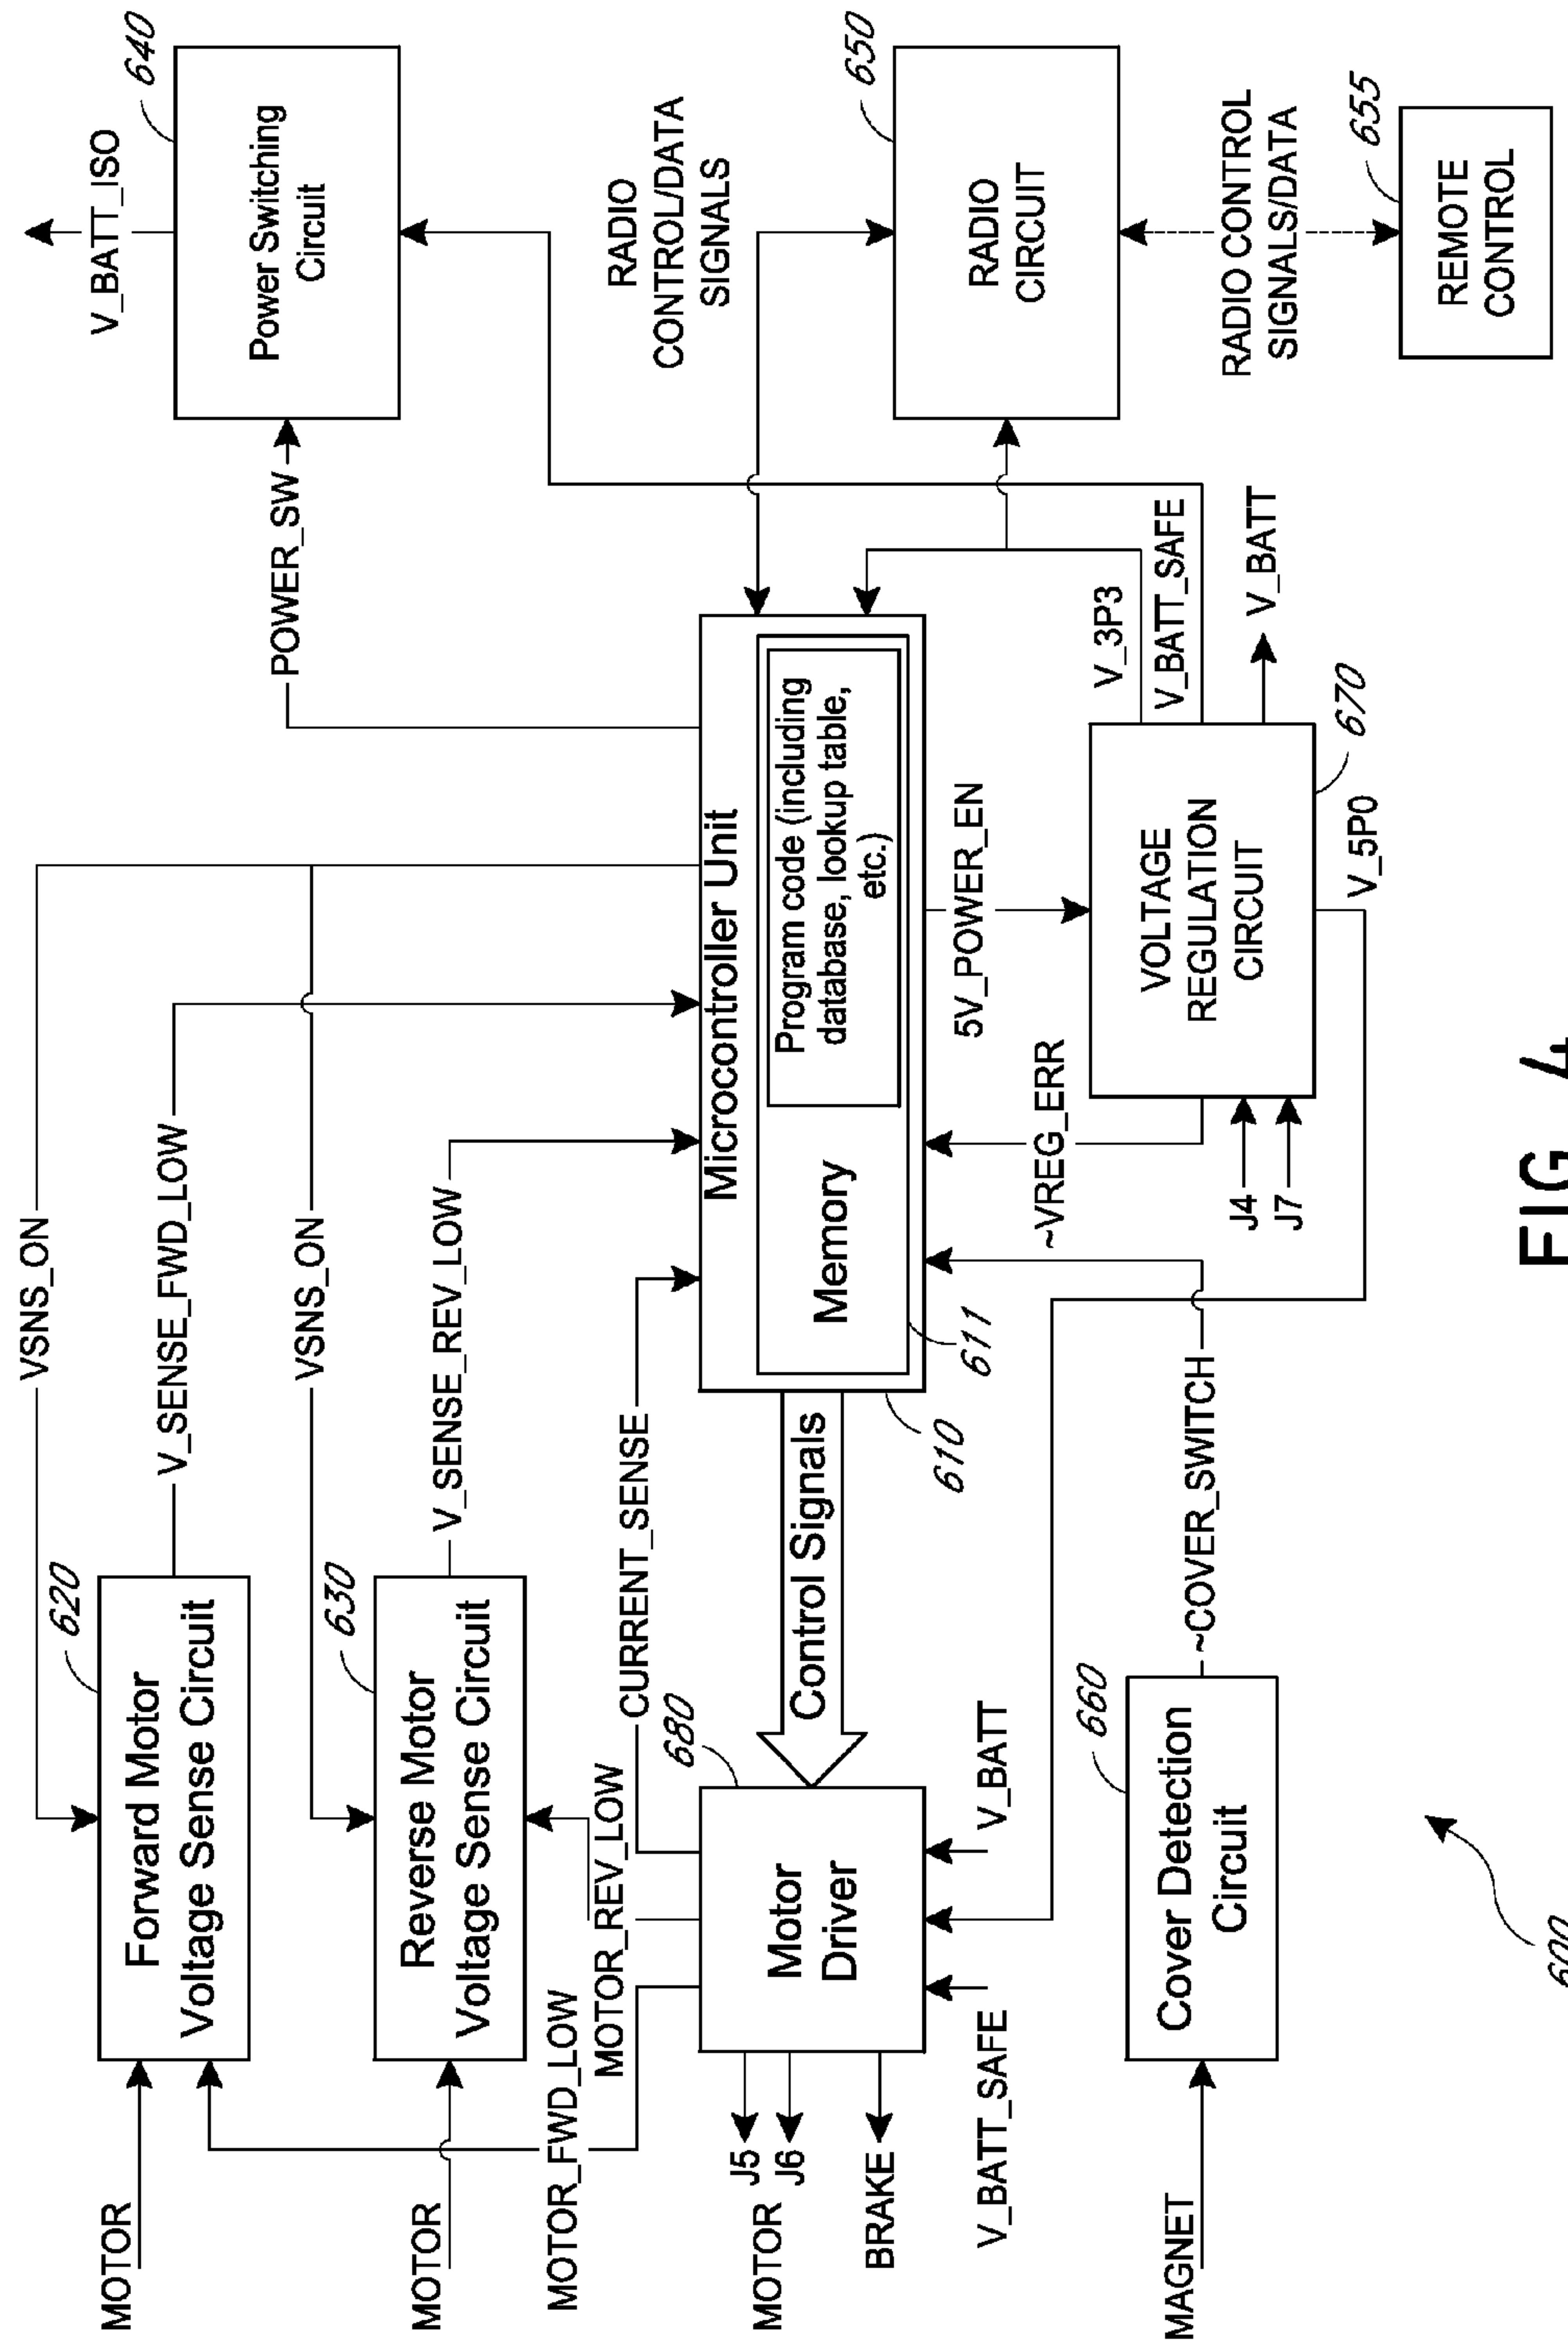 VSNS_ON
MOTOR
620
Forward Motor
Voltage Sense Circuit
V_SENSE_FWD_LOW
V_BATT_ISO
640
Power Switching
Circuit
POWER_SW
VSNS_ON
MOTOR
630
Reverse Motor
Voltage Sense Circuit
V_SENSE_REV_LOW
MOTOR_FWD_LOW
MOTOR_REV_LOW
CURRENT_SENSE
RADIO
CONTROL/DATA
SIGNALS
680
Motor
Driver
MOTOR
J5
J6
BRAKE
Control Signals
Microcontroller Unit
Memory
Program code (including
database, lookup table,
etc.)
610
611
650
RADIO
CIRCUIT
V_BATT_SAFE
V_BATT
5V_POWER_EN
~VREG_ERR
V_3P3
V_BATT_SAFE
V_BATT
MAGNET
660
Cover Detection
Circuit
~COVER_SWITCH
J4
J7
VOLTAGE
REGULATION
CIRCUIT
670
V_5P0
RADIO CONTROL
SIGNALS/DATA
655
REMOTE
CONTROL
600
FIG. 4